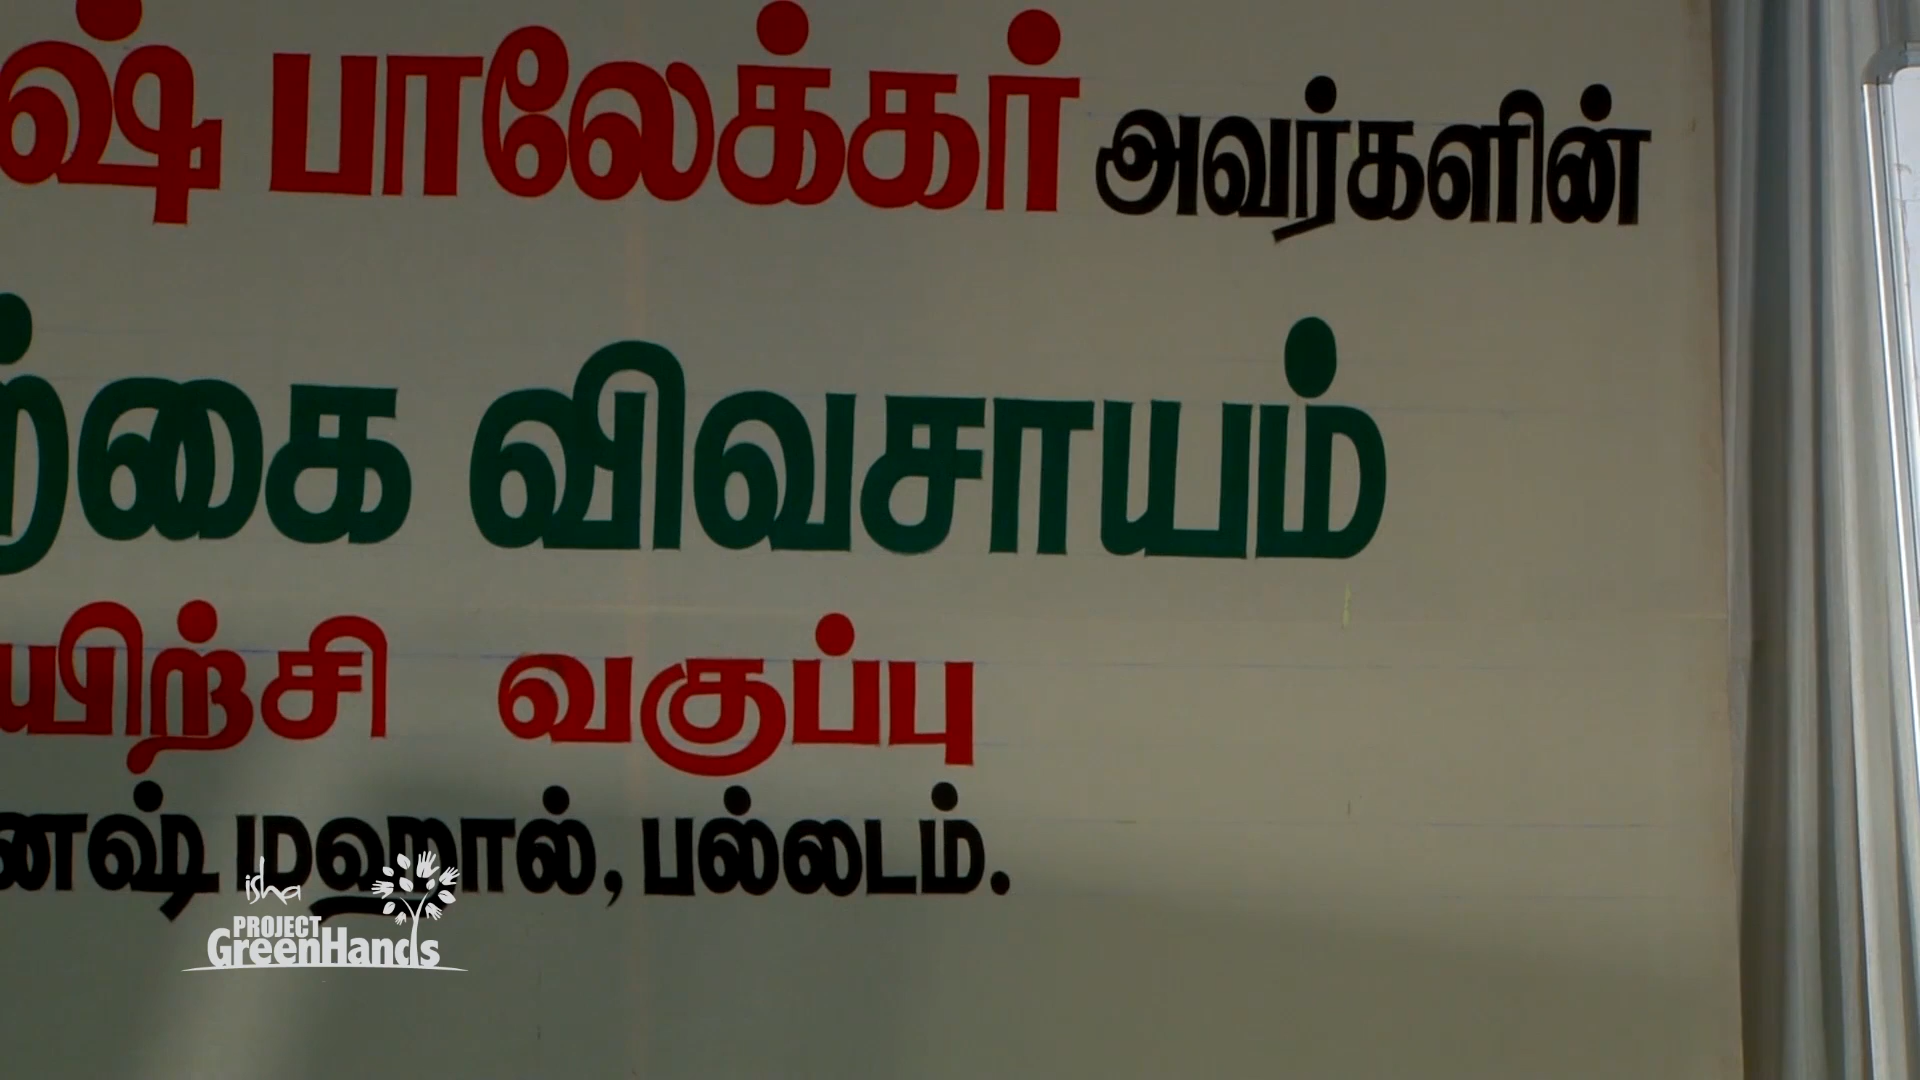 ஷ் பாலேக்கர் அவர்களின்
ற்கை விவசாயம்
யிற்சி வகுப்பு
னஷ் மஹால், பல்லடம்.
isha
PROJECT
GreenHands